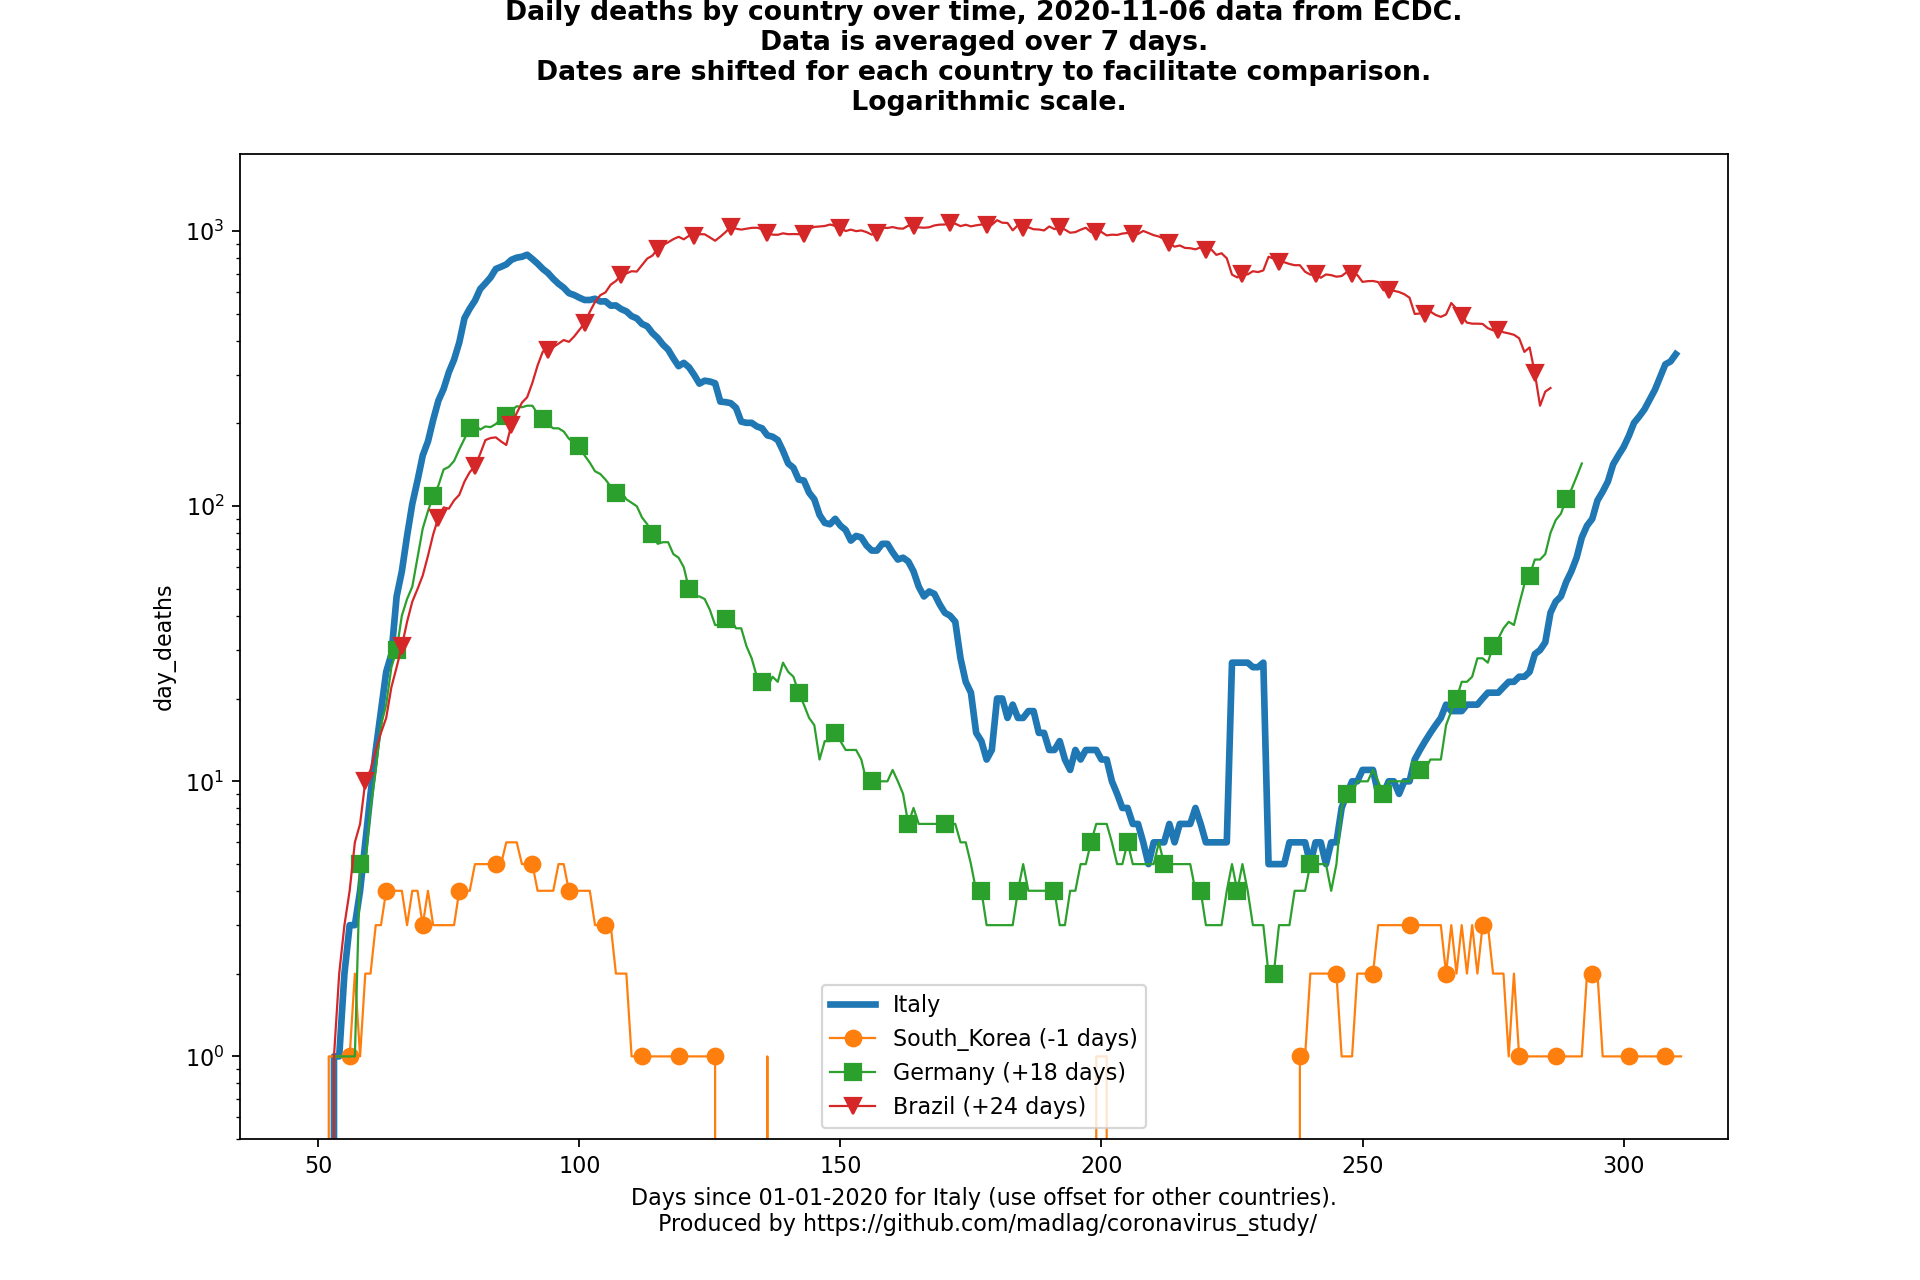 Daily deaths by country over time, 2020-11-06 data from ECDC.
Data is averaged over 7 days.
Dates are shifted for each country to facilitate comparison.
Logarithmic scale.
10³
10²
10¹
10⁰
day_deaths
Italy
South_Korea (-1 days)
Germany (+18 days)
Brazil (+24 days)
50 100 150 200 250 300
Days since 01-01-2020 for Italy (use offset for other countries).
Produced by https://github.com/madlag/coronavirus_study/